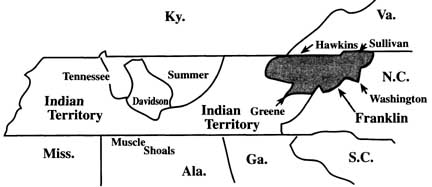 Ky.
Va.
Hawkins
Sullivan
Tennessee
Summer
N.C.
Davidson
Indian
Territory
Indian
Territory
Greene
Washington
Franklin
Miss.
Muscle
Shoals
Ala.
Ga.
S.C.